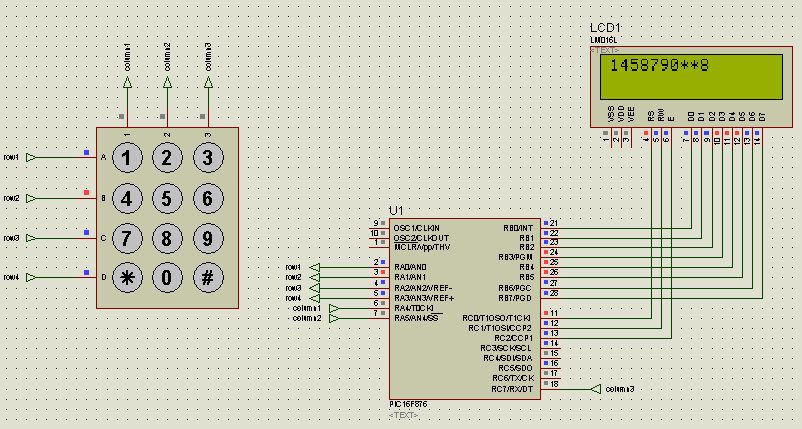 LCD1
LM016L
<TEXT>
1458790**8
VSS VDD VEE RS RW E D0 D1 D2 D3 D4 D5 D6 D7
1 2 3 4 5 6 7 8 9 10 11 12 13 14
column1 column2 column3
1 2 3
row1 A 1 2 3
row2 B 4 5 6
row3 C 7 8 9
row4 D * 0 #
U1
9 OSC1/CLKIN RB0/INT 21
10 OSC2/CLKOUT RB1 22
1 MCLR/Vpp/THV RB2 23
RB3/PGM 24
row1 2 RA0/AN0 RB4 25
row2 3 RA1/AN1 RB5 26
row3 4 RA2/AN2/VREF- RB6/PGC 27
row4 5 RA3/AN3/VREF+ RB7/PGD 28
column1 6 RA4/T0CKI
column2 7 RA5/AN4/SS RC0/T1OSO/T1CKI 11
RC1/T1OSI/CCP2 12
RC2/CCP1 13
RC3/SCK/SCL 14
RC4/SDI/SDA 15
RC5/SDO 16
RC6/TX/CK 17
RC7/RX/DT 18 column3
PIC16F876
<TEXT>